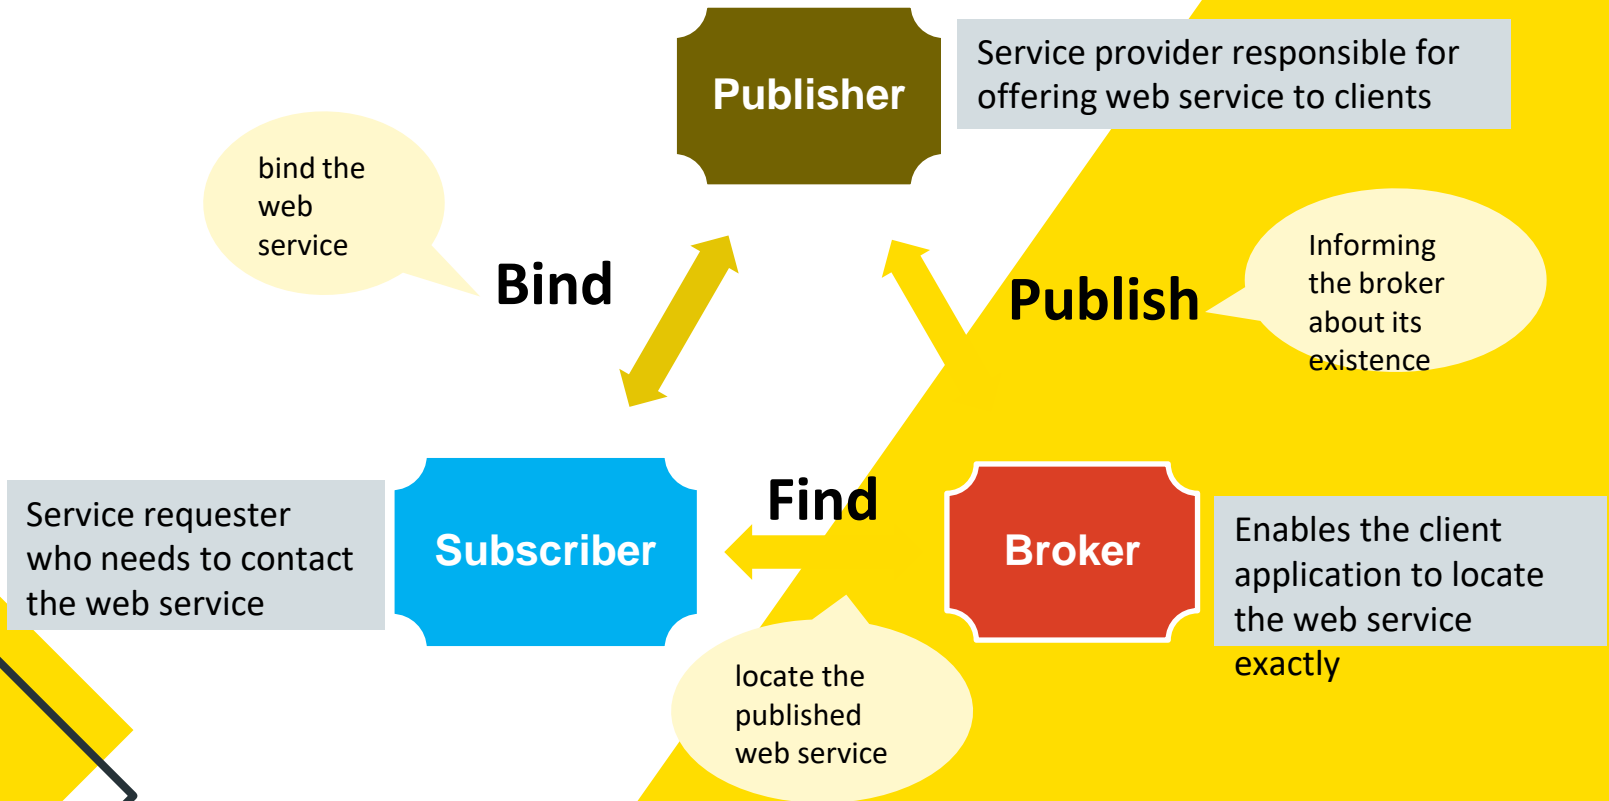 Publisher
Service provider responsible for
offering web service to clients
bind the
web
service
Bind
Publish
Informing
the broker
about its
existence
Service requester
who needs to contact
the web service
Subscriber
Find
Broker
Enables the client
application to locate
the web service
exactly
locate the
published
web service